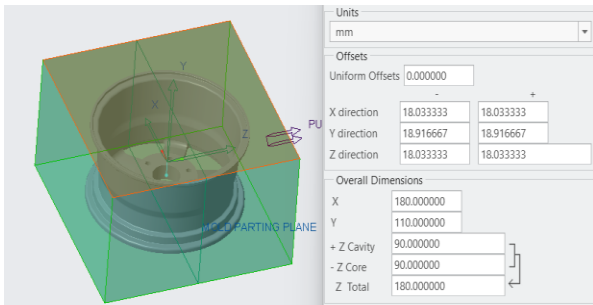 Y
X
Z
PU
MOLD PARTING PLANE
Units
mm
Offsets
Uniform Offsets 0.000000
- +
X direction 18.033333 18.033333
Y direction 18.916667 18.916667
Z direction 18.033333 18.033333
Overall Dimensions
X 180.000000
Y 110.000000
+ Z Cavity 90.000000
- Z Core 90.000000
Z Total 180.000000